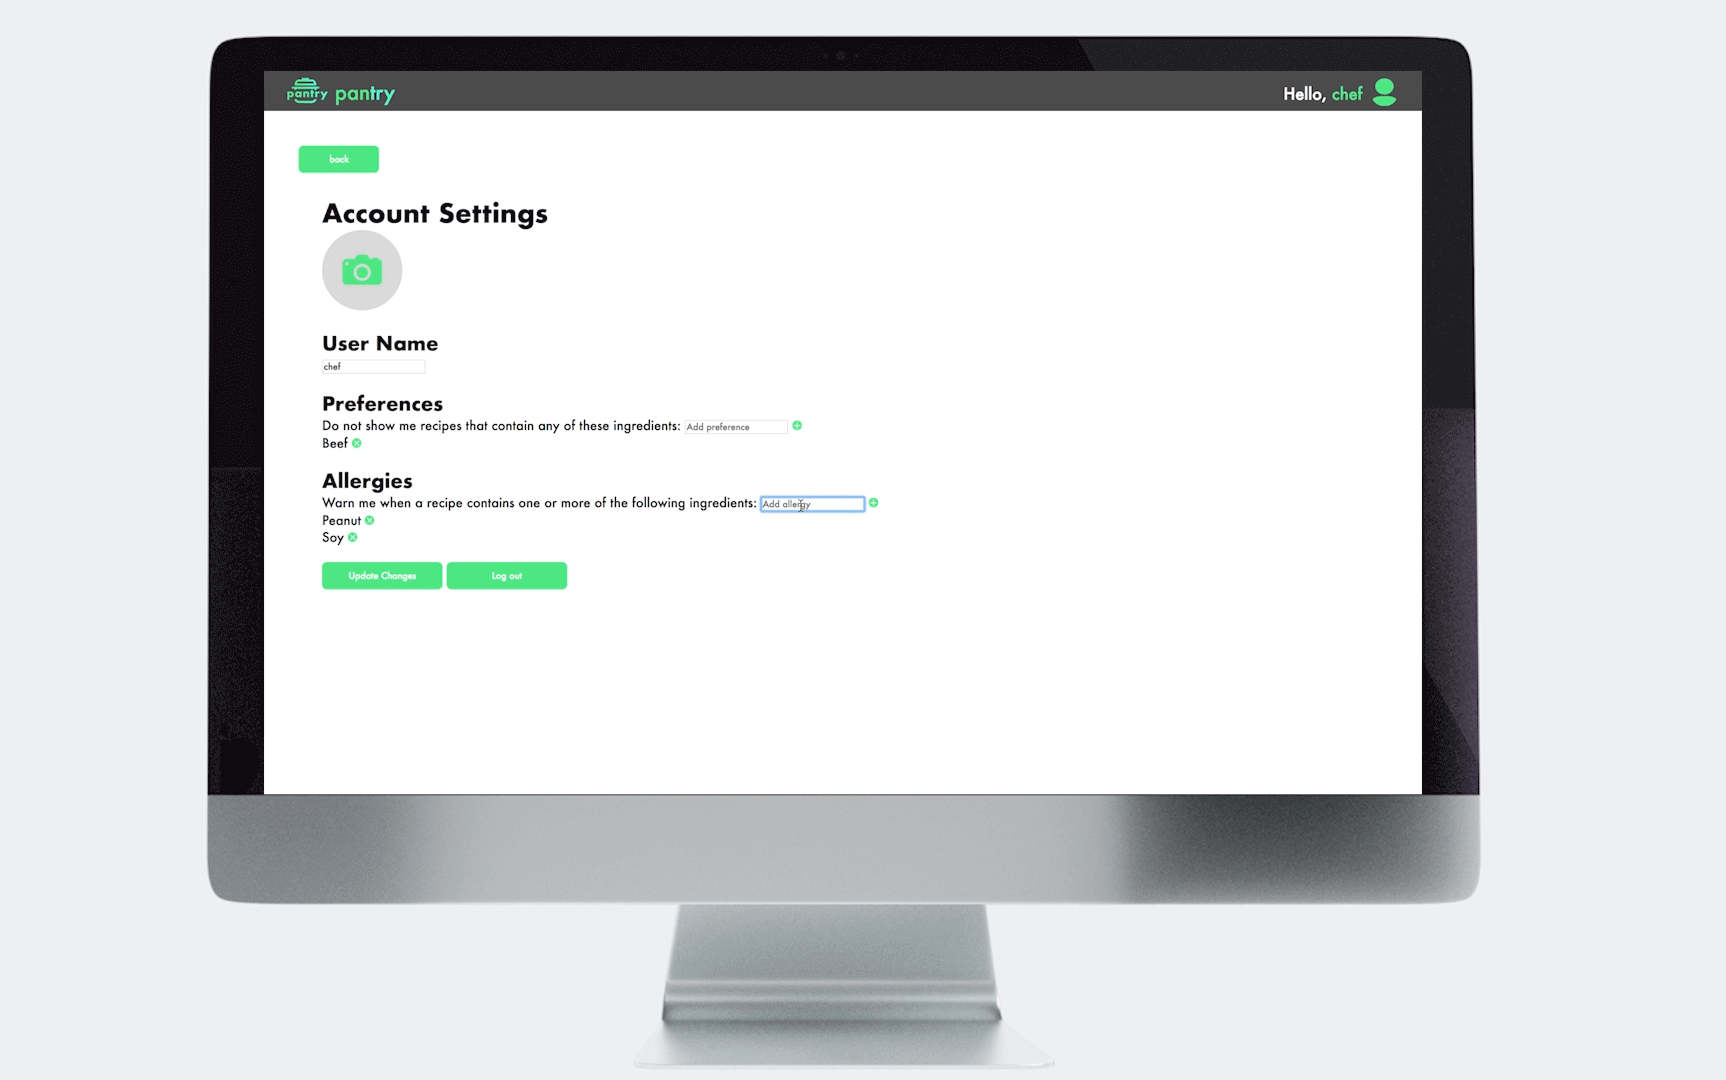 pantry pantry
Hello, chef
back
Account Settings
User Name
chef
Preferences
Do not show me recipes that contain any of these ingredients: Add preference
Beef
Allergies
Warn me when a recipe contains one or more of the following ingredients: Add allergy
Peanut
Soy
Update Changes Log out